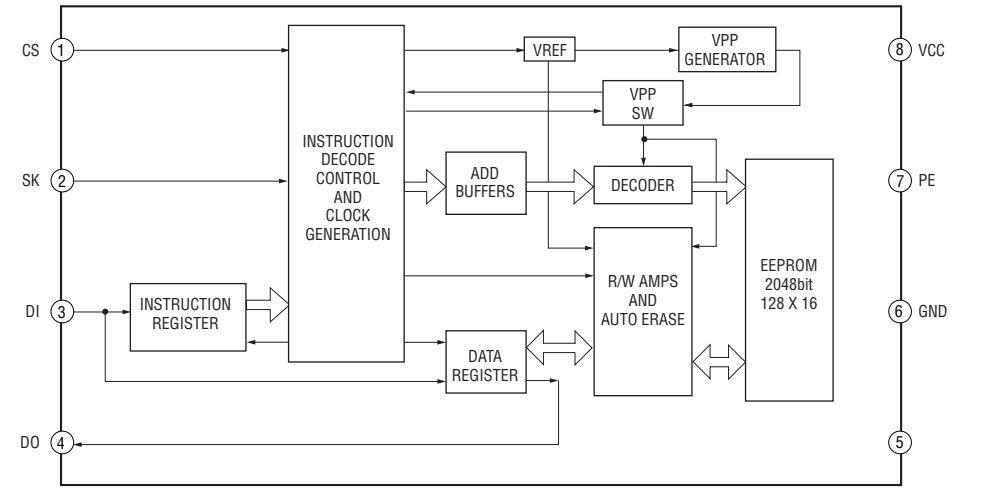 CS 1
SK 2
DI 3
DO 4
INSTRUCTION
REGISTER
INSTRUCTION
DECODE
CONTROL
AND
CLOCK
GENERATION
VREF
VPP
GENERATOR
VPP
SW
ADD
BUFFERS
DECODER
R/W AMPS
AND
AUTO ERASE
DATA
REGISTER
EEPROM
2048bit
128 X 16
8 VCC
7 PE
6 GND
5